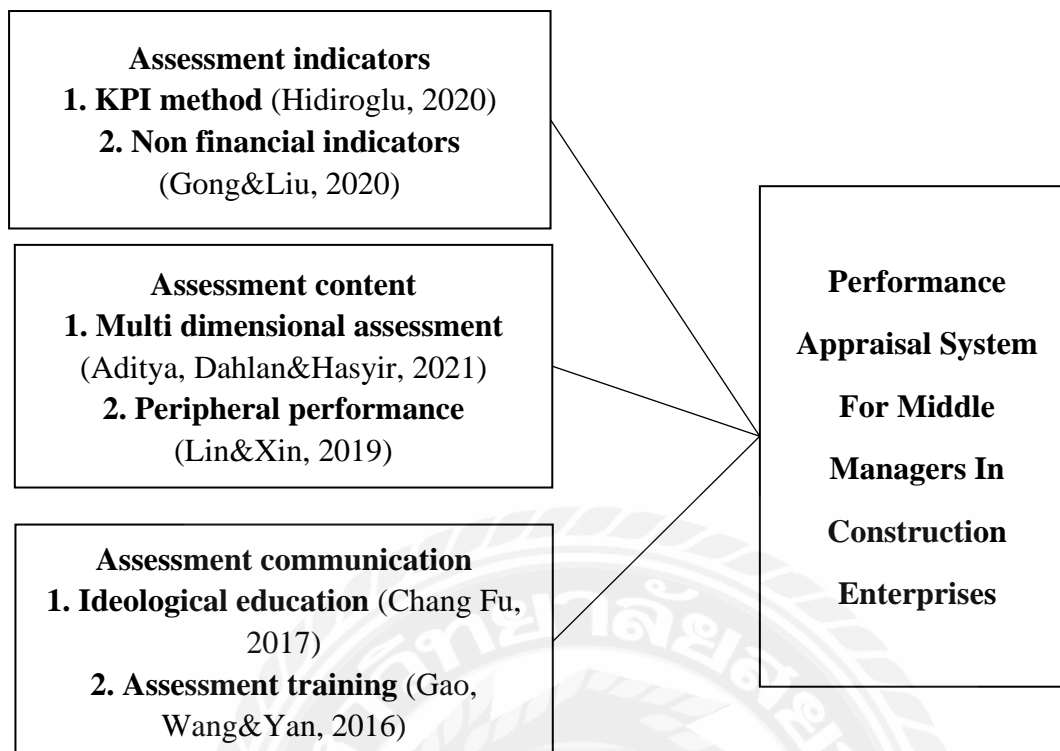 Assessment indicators
1. KPI method (Hidiroglu, 2020)
2. Non financial indicators
(Gong&Liu, 2020)
Assessment content
1. Multi dimensional assessment
(Aditya, Dahlan&Hasyir, 2021)
2. Peripheral performance
(Lin&Xin, 2019)
Assessment communication
1. Ideological education (Chang Fu,
2017)
2. Assessment training (Gao,
Wang&Yan, 2016)
Performance
Appraisal System
For Middle
Managers In
Construction
Enterprises